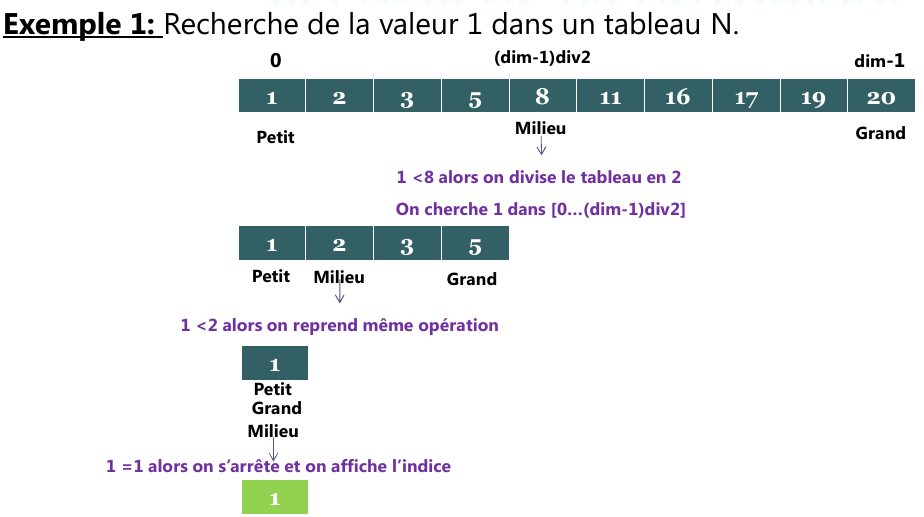 Exemple 1: Recherche de la valeur 1 dans un tableau N.
0 (dim-1)div2 dim-1
1 2 3 5 8 11 16 17 19 20
Petit Milieu Grand
1 <8 alors on divise le tableau en 2
On cherche 1 dans [0...(dim-1)div2]
1 2 3 5
Petit Milieu Grand
1 <2 alors on reprend même opération
1
Petit
Grand
Milieu
1 =1 alors on s’arrête et on affiche l’indice
1